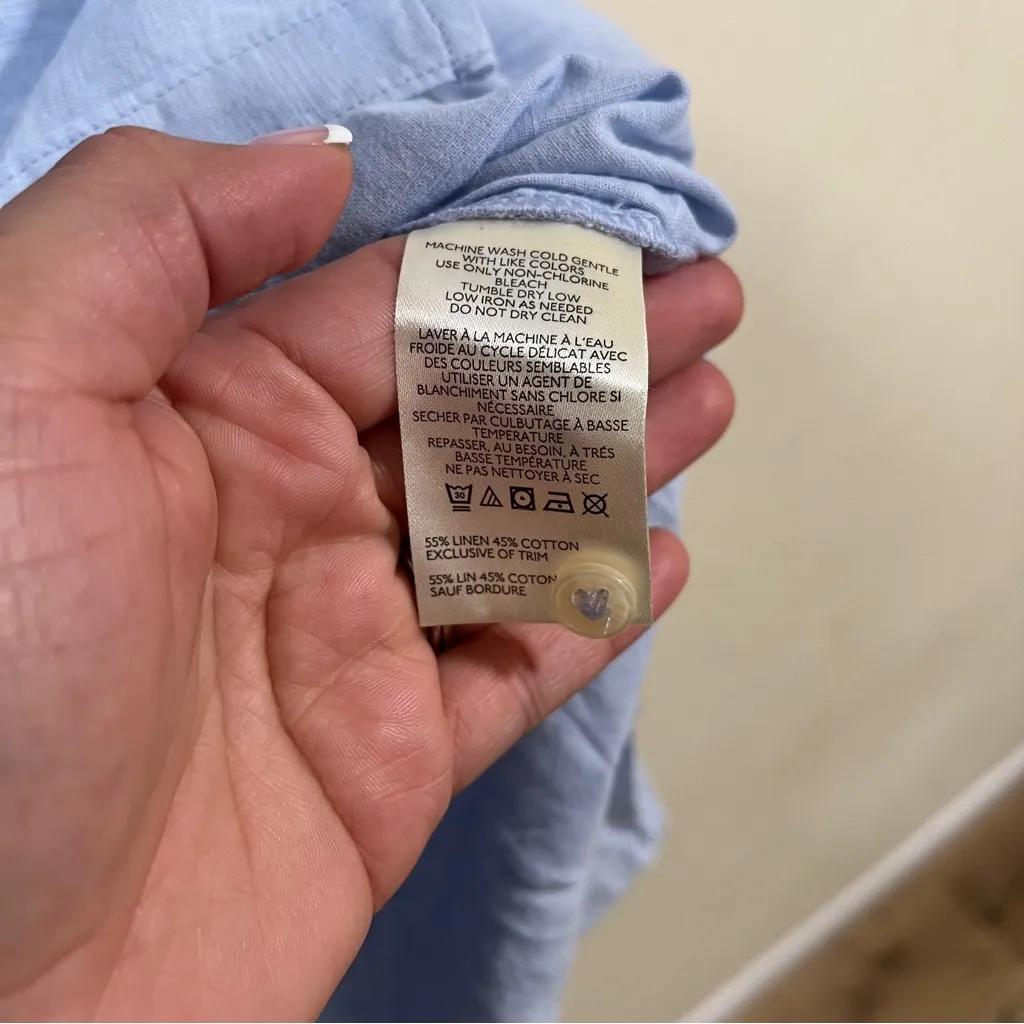 MACHINE WASH COLD GENTLE
WITH LIKE COLORS
USE ONLY NON-CHLORINE
BLEACH
TUMBLE DRY LOW
LOW IRON AS NEEDED
DO NOT DRY CLEAN
LAVER À LA MACHINE À L'EAU
FROIDE AU CYCLE DÉLICAT AVEC
DES COULEURS SEMBLABLES
UTILISER UN AGENT DE
BLANCHIMENT SANS CHLORE SI
NÉCESSAIRE
SECHER PAR CULBUTAGE À BASSE
TEMPERATURE
REPASSER, AU BESOIN, À TRÉS
BASSE TEMPÉRATURE
NE PAS NETTOYER À SEC
30
55% LINEN 45% COTTON
EXCLUSIVE OF TRIM
55% LIN 45% COTON
SAUF BORDURE